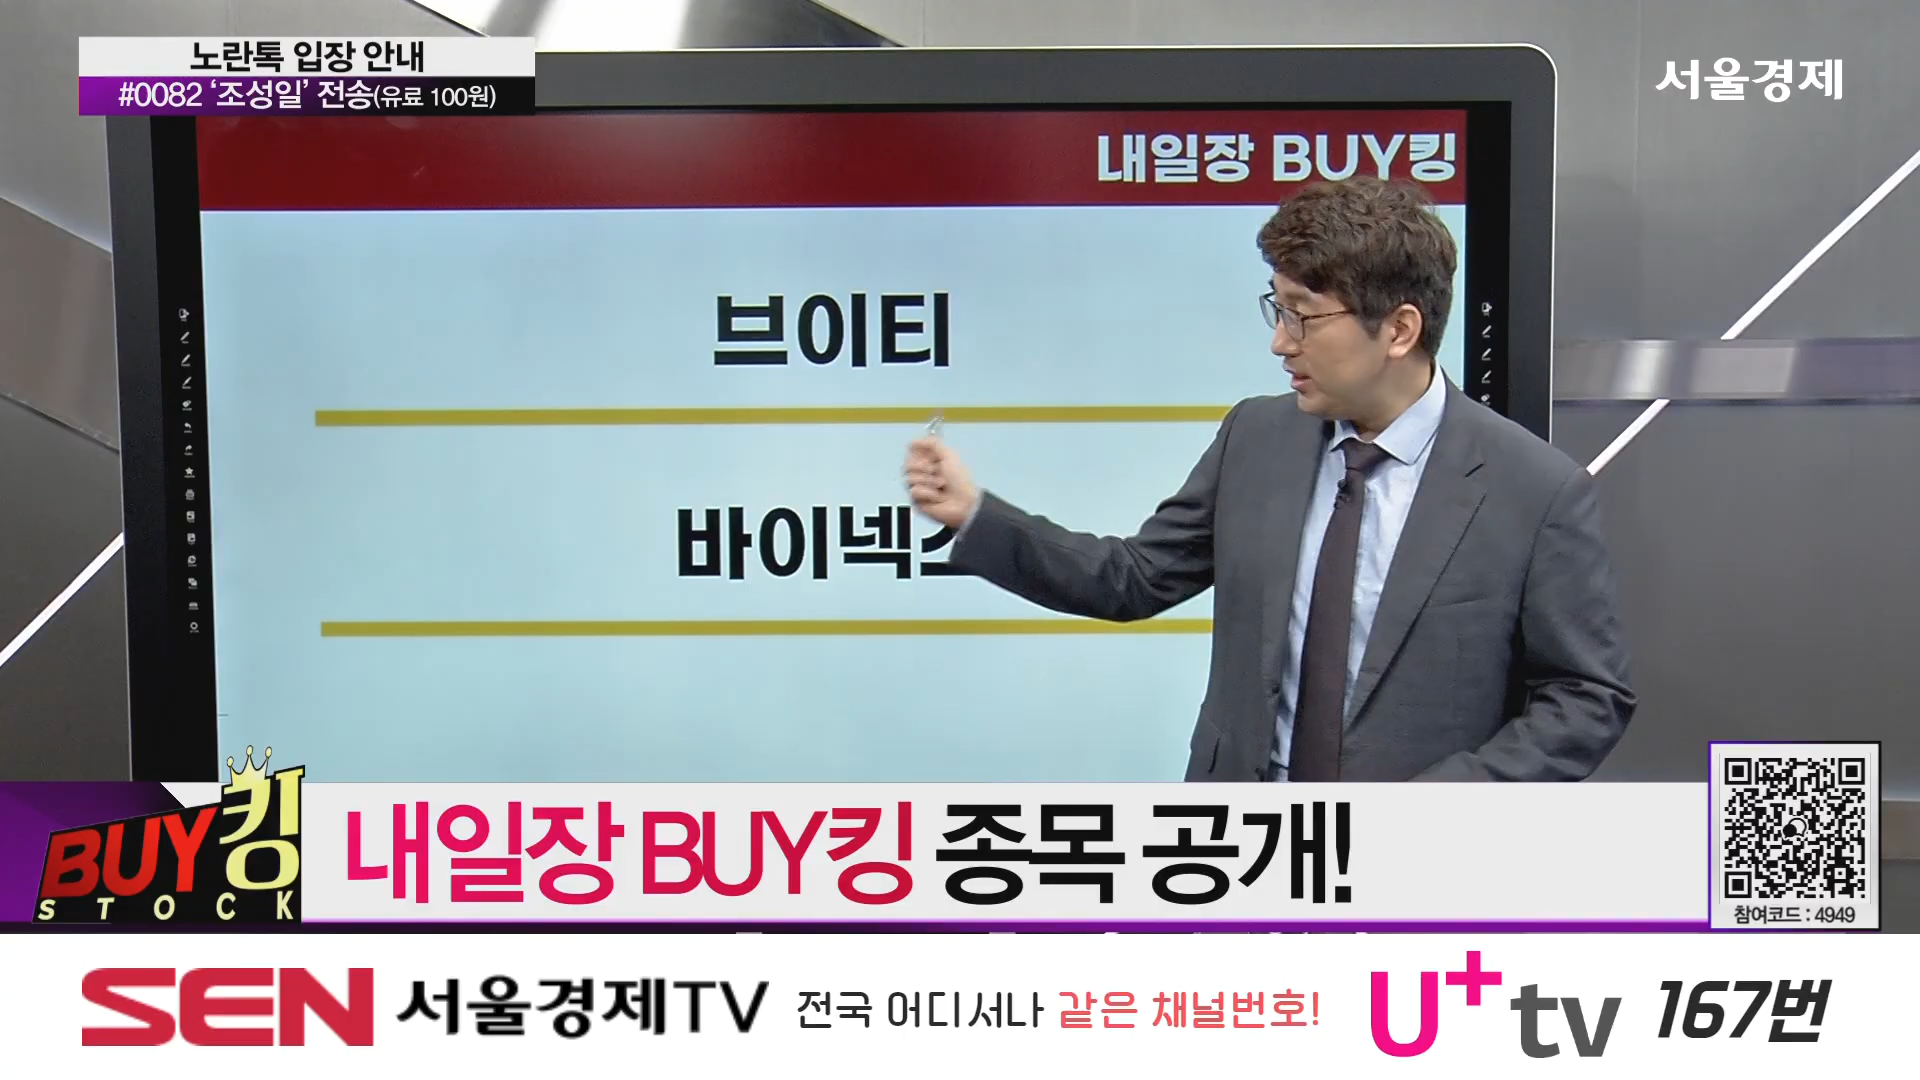 노란톡 입장 안내
#0082 ‘조성일’ 전송(유료 100원)
서울경제
내일장 BUY킹
브이티
바이넥스
BUY킹
STOCK
내일장 BUY킹 종목 공개!
참여코드 : 4949
SEN 서울경제TV 전국 어디서나 같은 채널번호! U+tv 167번